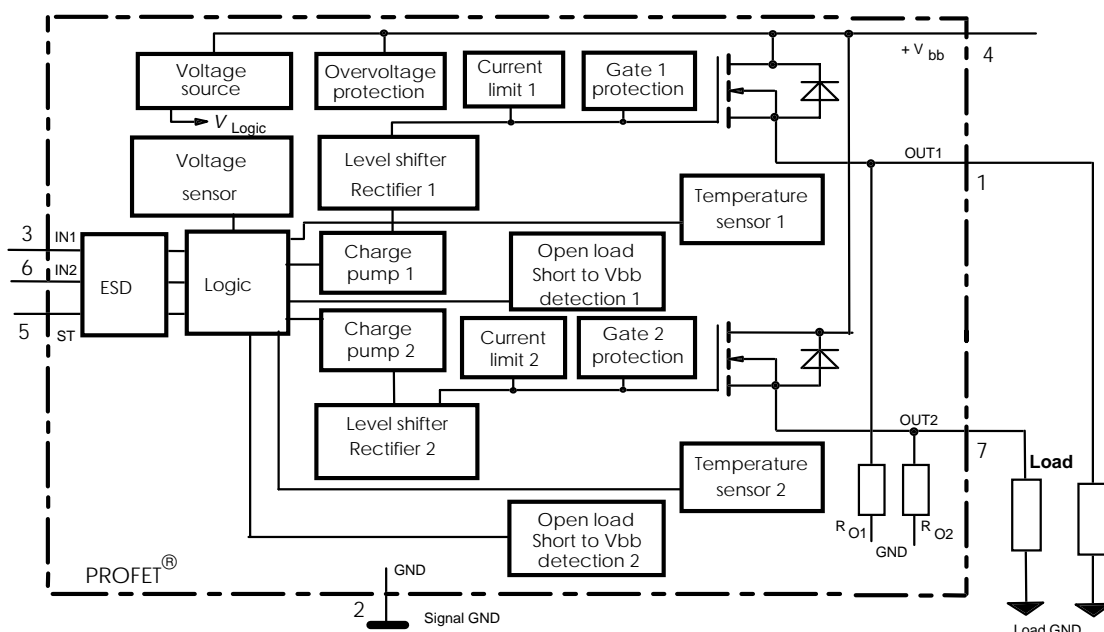 + V bb
4
Voltage
source
Overvoltage
protection
Current
limit 1
Gate 1
protection
V Logic
Voltage
sensor
Level shifter
Rectifier 1
OUT1
1
Temperature
sensor 1
3
IN1
6
IN2
5
ST
ESD
Logic
Charge
pump 1
Open load
Short to Vbb
detection 1
Charge
pump 2
Current
limit 2
Gate 2
protection
Level shifter
Rectifier 2
OUT2
7
Load
Temperature
sensor 2
R O1
GND
R O2
Open load
Short to Vbb
detection 2
PROFET®
GND
2
Signal GND
Load GND